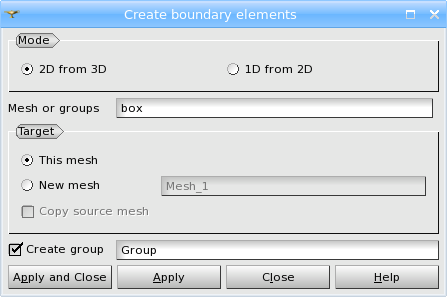 Create boundary elements
Mode
2D from 3D 1D from 2D
Mesh or groups box
Target
This mesh
New mesh Mesh_1
Copy source mesh
Create group Group
Apply and Close Apply Close Help